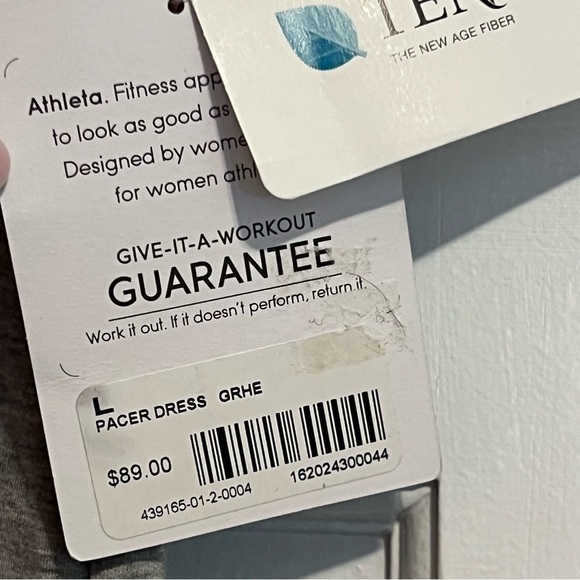 THE NEW AGE FIBER
Athleta. Fitness app
to look as good as
Designed by wome
for women athl
GIVE-IT-A-WORKOUT
GUARANTEE
Work it out. If it doesn't perform, return it.
L
PACER DRESS GRHE
$89.00
439165-01-2-0004
162024300044